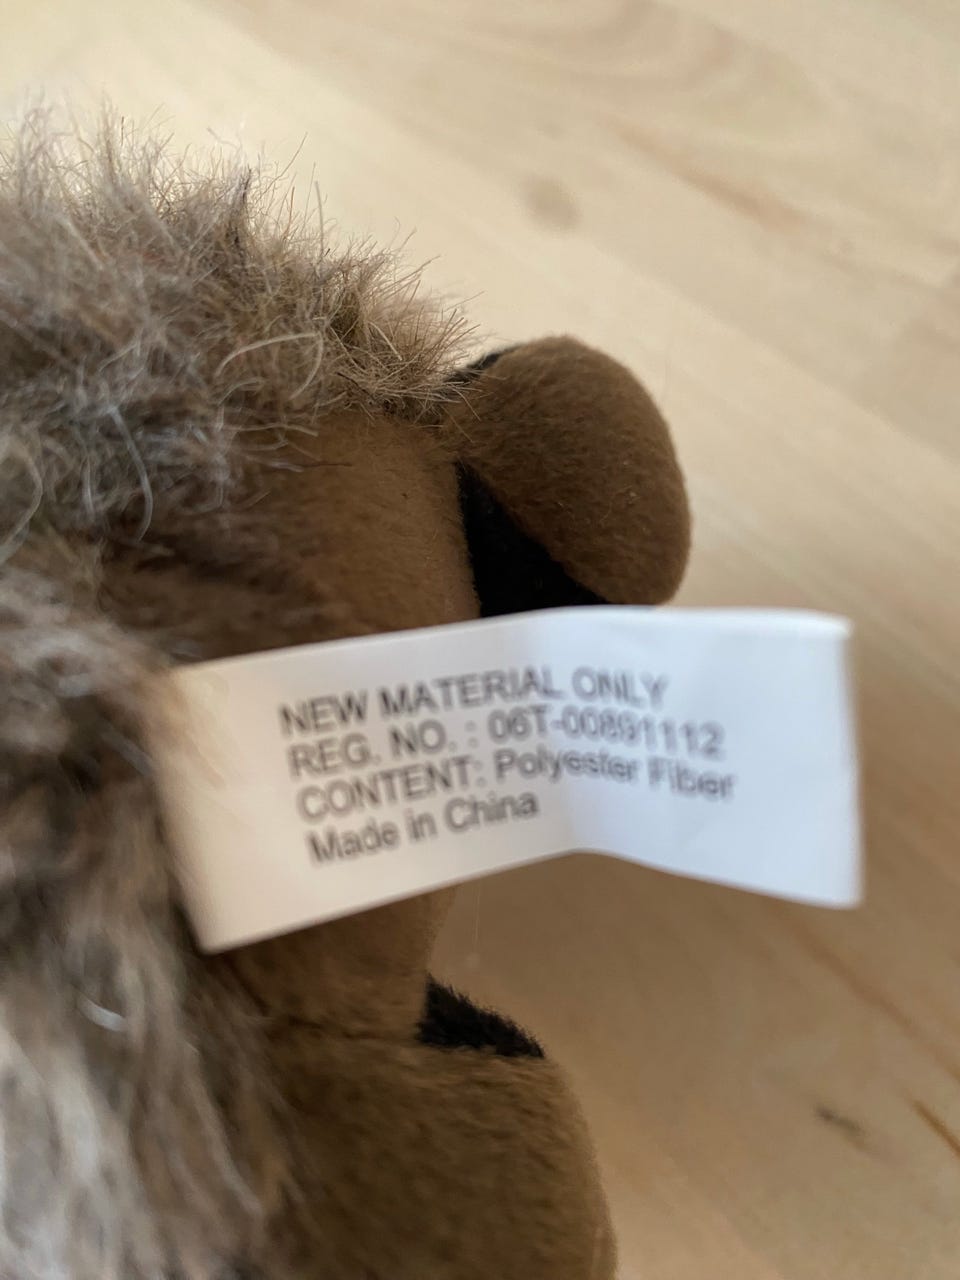 NEW MATERIAL ONLY
REG. NO. : 06T-00891112
CONTENT: Polyester Fiber
Made in China